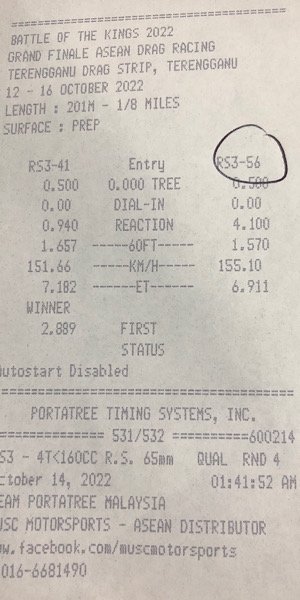 BATTLE OF THE KINGS 2022
GRAND FINALE ASEAN DRAG RACING
TERENGGANU DRAG STRIP, TERENGGANU
12 - 16 OCTOBER 2022
LENGTH : 201M - 1/8 MILES
SURFACE : PREP
RS3-41 Entry RS3-56
0.500 0.000 TREE 0.500
0.00 DIAL-IN 0.00
0.940 REACTION 4.100
1.657 -----60FT----- 1.570
151.66 -----KM/H----- 155.10
7.182 ------ET------ 6.911
WINNER
2.889 FIRST
STATUS
utostart Disabled
PORTATREE TIMING SYSTEMS, INC.
============= 531/532 ==========600214
S3 - 4T<160CC R.S. 65mm QUAL RND 4
ctober 14, 2022 01:41:52 AM
EAM PORTATREE MALAYSIA
USC MOTORSPORTS - ASEAN DISTRIBUTOR
w.facebook.com/muscmotorsports
016-6681490